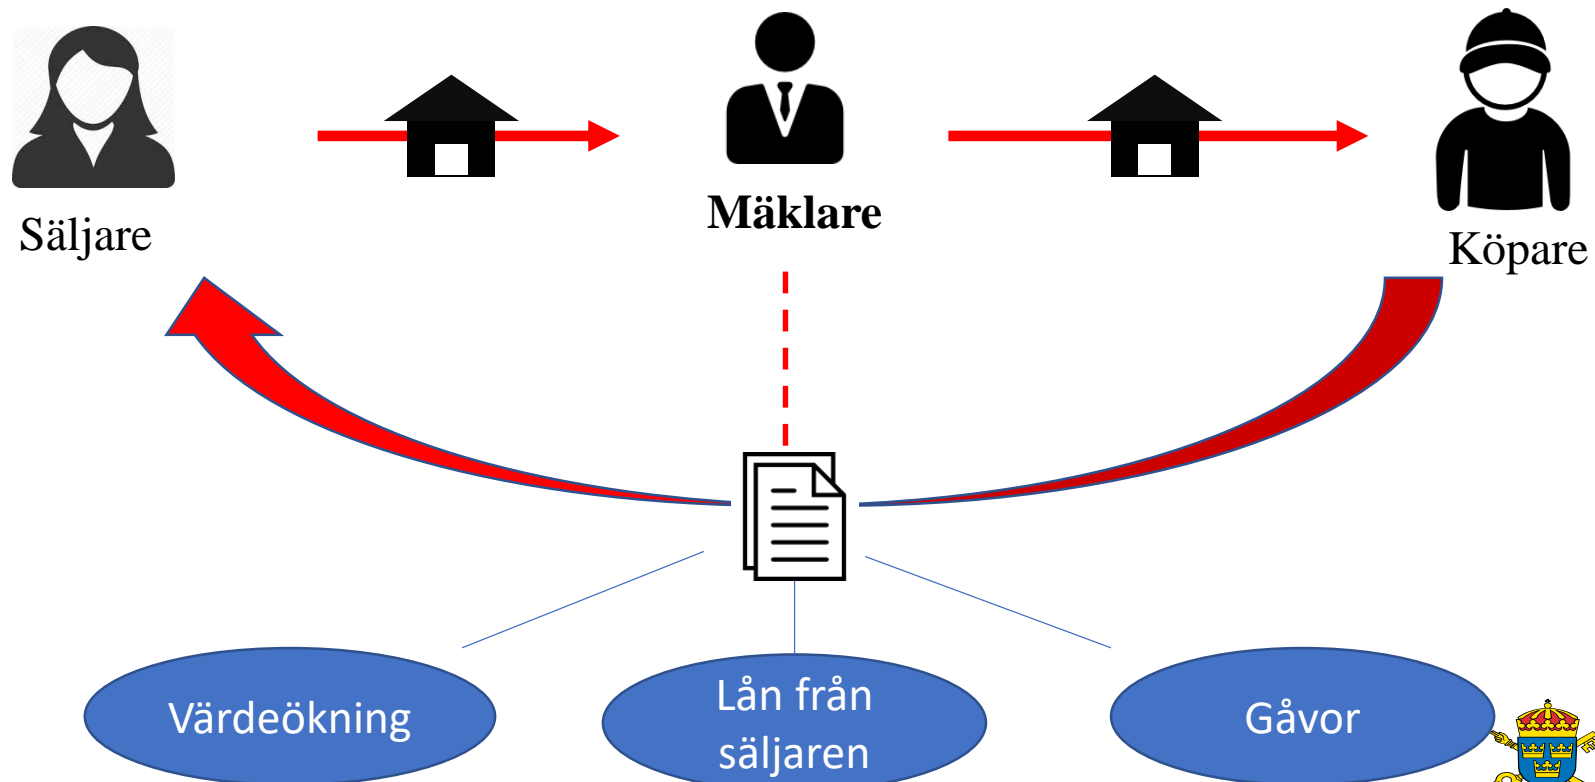 Säljare
Mäklare
Köpare
Värdeökning
Lån från
säljaren
Gåvor